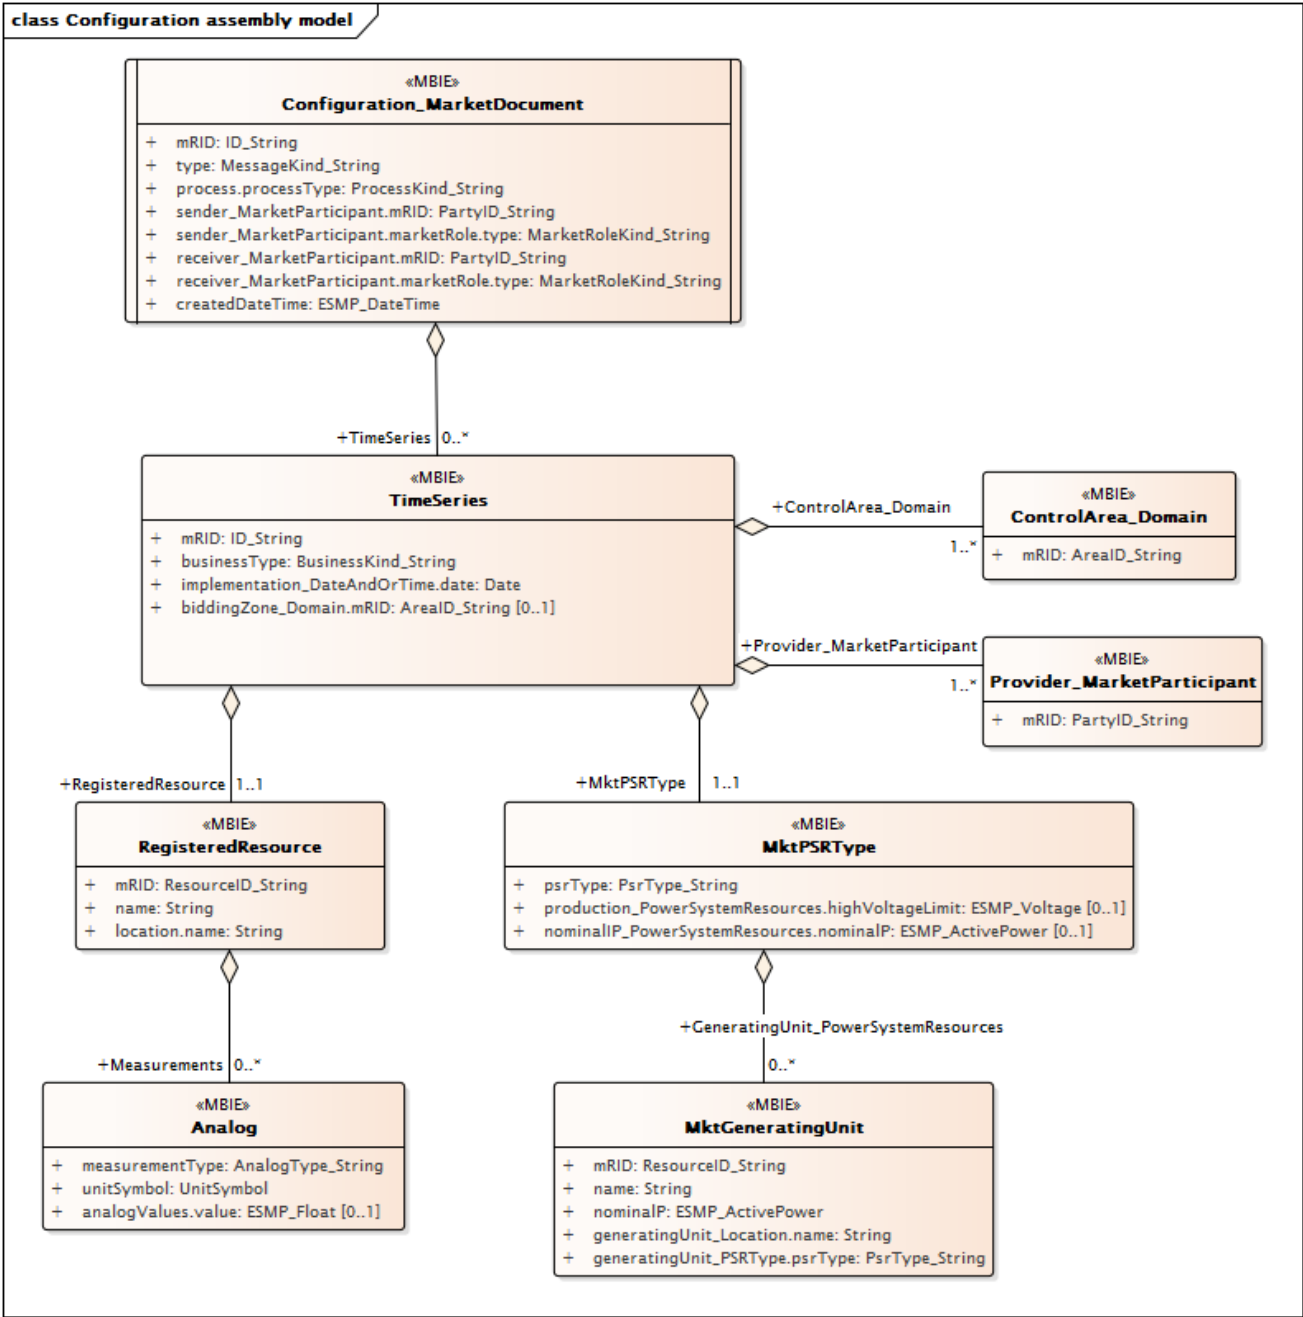 class Configuration assembly model
«MBIE»
Configuration_MarketDocument
+ mRID: ID_String
+ type: MessageKind_String
+ process.processType: ProcessKind_String
+ sender_MarketParticipant.mRID: PartyID_String
+ sender_MarketParticipant.marketRole.type: MarketRoleKind_String
+ receiver_MarketParticipant.mRID: PartyID_String
+ receiver_MarketParticipant.marketRole.type: MarketRoleKind_String
+ createdDateTime: ESMP_DateTime
+TimeSeries 0..*
«MBIE»
TimeSeries
+ mRID: ID_String
+ businessType: BusinessKind_String
+ implementation_DateAndOrTime.date: Date
+ biddingZone_Domain.mRID: AreaID_String [0..1]
+ControlArea_Domain
1..*
«MBIE»
ControlArea_Domain
+ mRID: AreaID_String
+Provider_MarketParticipant
1..*
«MBIE»
Provider_MarketParticipant
+ mRID: PartyID_String
+RegisteredResource 1..1
«MBIE»
RegisteredResource
+ mRID: ResourceID_String
+ name: String
+ location.name: String
+MktPSRType 1..1
«MBIE»
MktPSRType
+ psrType: PsrType_String
+ production_PowerSystemResources.highVoltageLimit: ESMP_Voltage [0..1]
+ nominalIP_PowerSystemResources.nominalP: ESMP_ActivePower [0..1]
+Measurements 0..*
«MBIE»
Analog
+ measurementType: AnalogType_String
+ unitSymbol: UnitSymbol
+ analogValues.value: ESMP_Float [0..1]
+GeneratingUnit_PowerSystemResources
0..*
«MBIE»
MktGeneratingUnit
+ mRID: ResourceID_String
+ name: String
+ nominalP: ESMP_ActivePower
+ generatingUnit_Location.name: String
+ generatingUnit_PSRType.psrType: PsrType_String